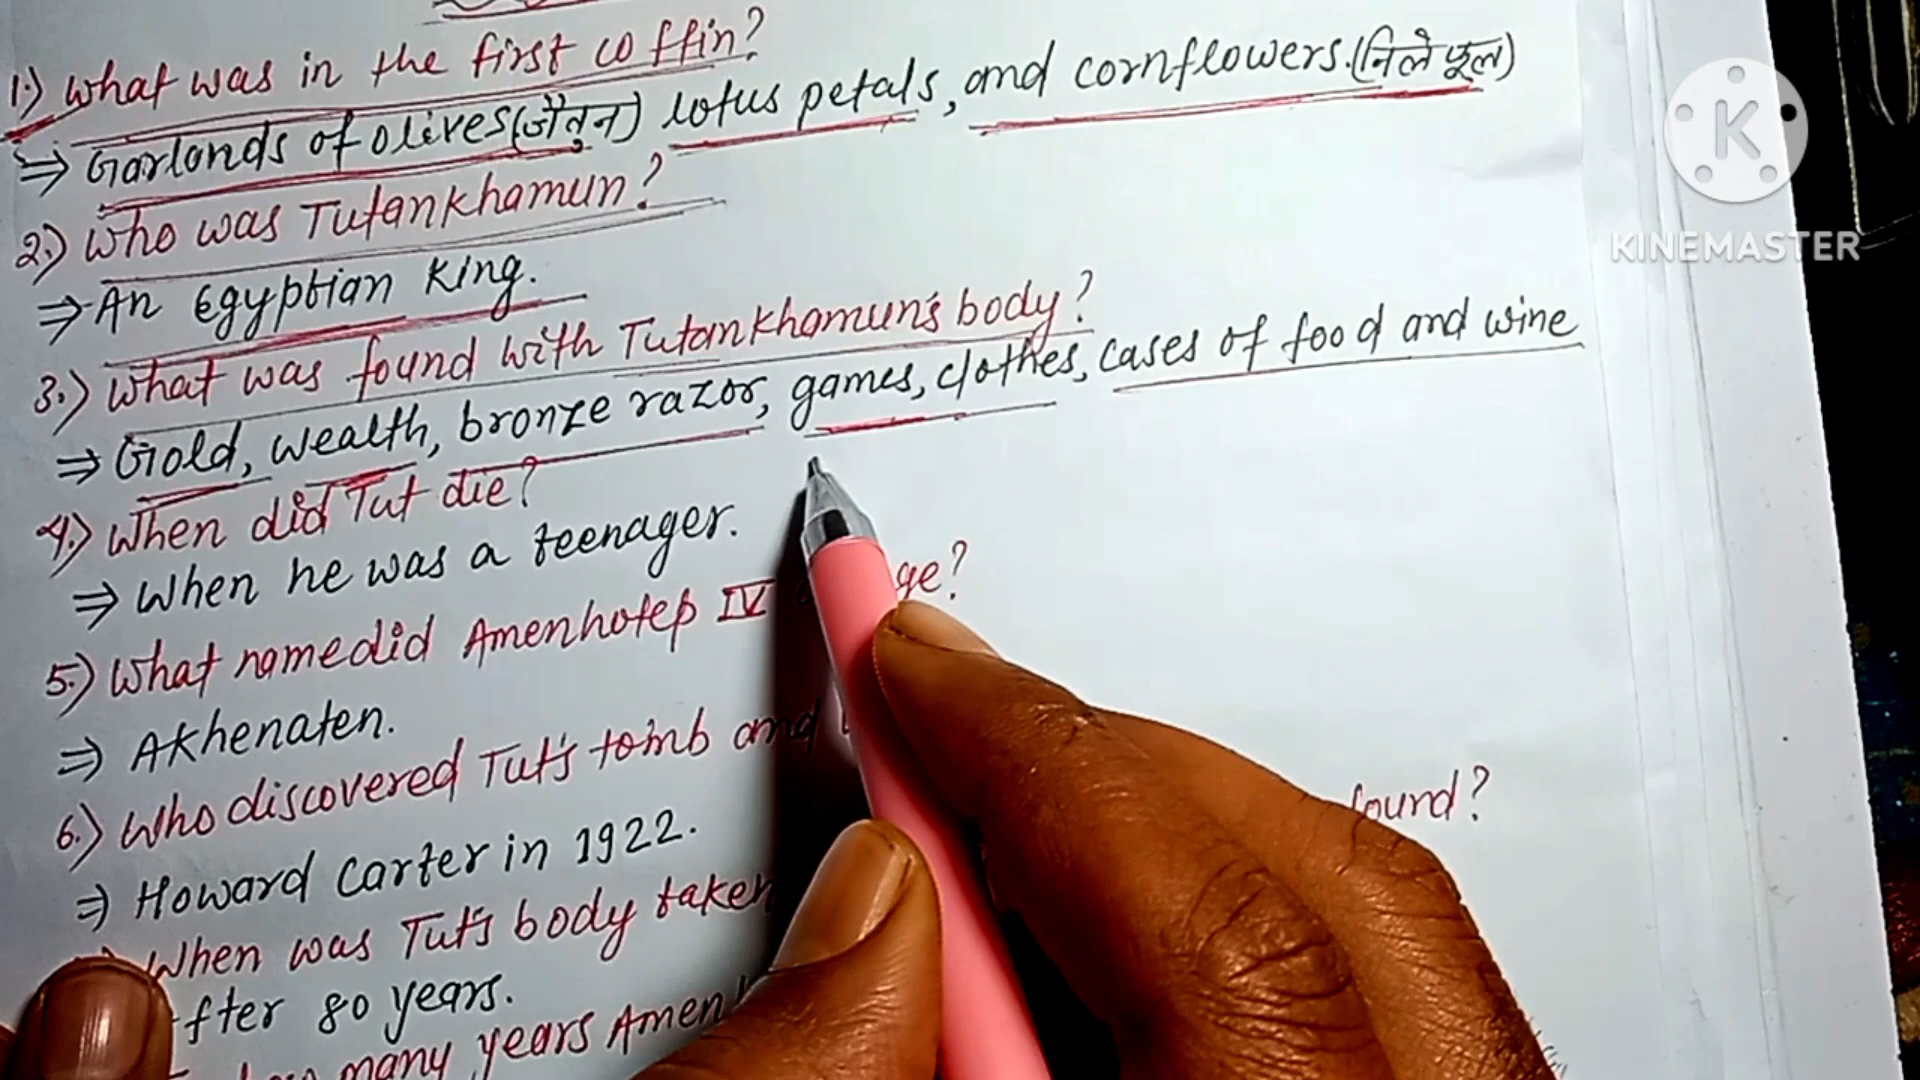 1.) What was in the first coffin?
⇒ Garlands of olives (जैतून) lotus petals, and cornflowers. (निले फूल)
2.) Who was Tutankhamun?
⇒ An Egyptian King.
3.) What was found with Tutankhamun's body?
⇒ Gold, wealth, bronze razor, games, clothes, cases of food and wine
4.) When did Tut die?
⇒ When he was a teenager.
5.) What name did Amenhotep IV
⇒ Akhenaten.
6.) Who discovered Tut's tomb and found?
⇒ Howard Carter in 1922.
When was Tut's body taken
80 years.
many years Amen
K
KINEMASTER